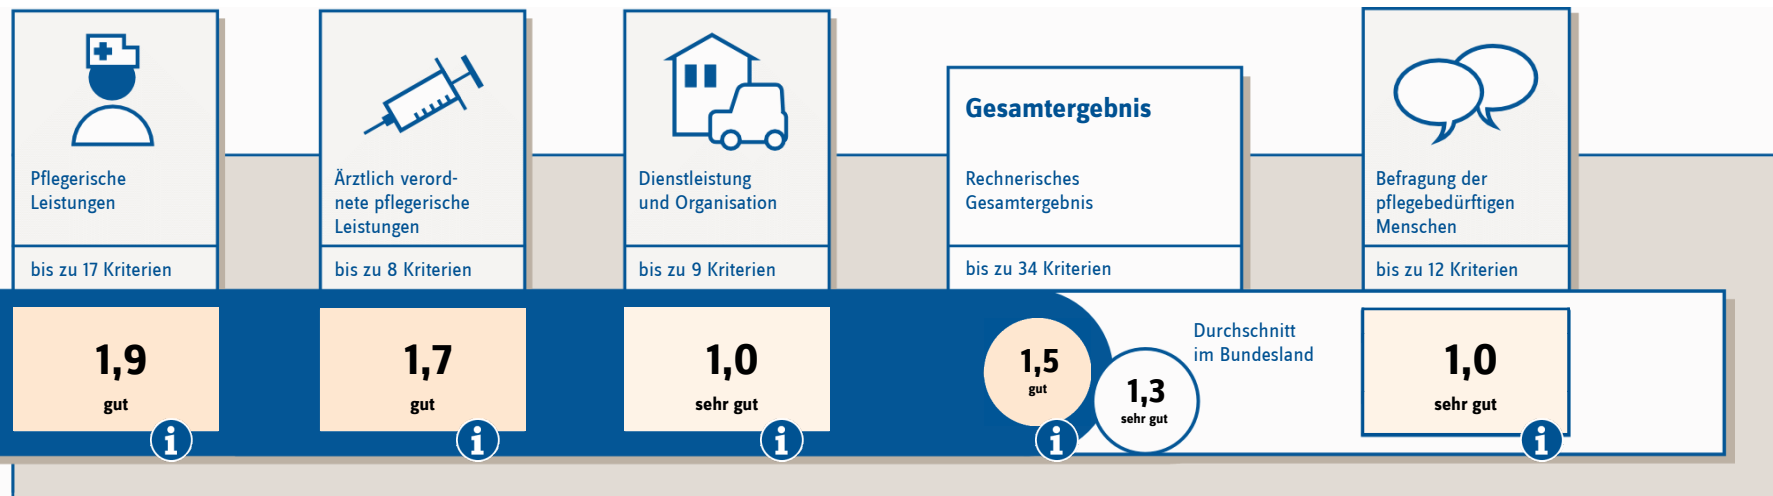 Pflegerische
Leistungen
bis zu 17 Kriterien
1,9
gut
i
Ärztlich verord-
nete pflegerische
Leistungen
bis zu 8 Kriterien
1,7
gut
i
Dienstleistung
und Organisation
bis zu 9 Kriterien
1,0
sehr gut
i
Gesamtergebnis
Rechnerisches
Gesamtergebnis
bis zu 34 Kriterien
1,5
gut
i
1,3
sehr gut
Durchschnitt
im Bundesland
Befragung der
pflegebedürftigen
Menschen
bis zu 12 Kriterien
1,0
sehr gut
i